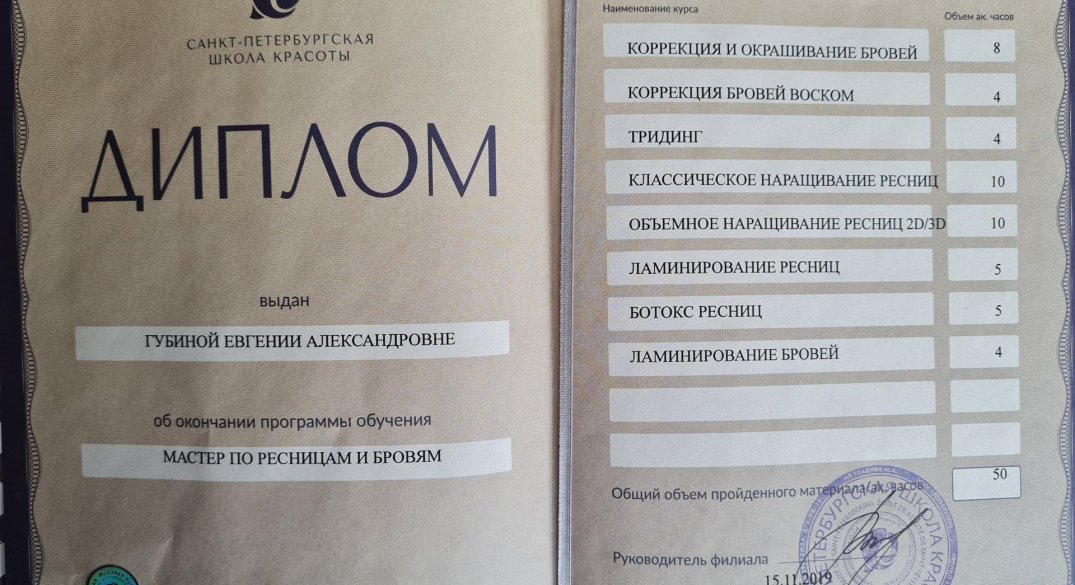 САНКТ-ПЕТЕРБУРГСКАЯ
ШКОЛА КРАСОТЫ
ДИПЛОМ
выдан
ГУБИНОЙ ЕВГЕНИИ АЛЕКСАНДРОВНЕ
об окончании программы обучения
МАСТЕР ПО РЕСНИЦАМ И БРОВЯМ
Наименование курса Объем ак. часов
КОРРЕКЦИЯ И ОКРАШИВАНИЕ БРОВЕЙ 8
КОРРЕКЦИЯ БРОВЕЙ ВОСКОМ 4
ТРИДИНГ 4
КЛАССИЧЕСКОЕ НАРАЩИВАНИЕ РЕСНИЦ 10
ОБЪЕМНОЕ НАРАЩИВАНИЕ РЕСНИЦ 2D/3D 10
ЛАМИНИРОВАНИЕ РЕСНИЦ 5
БОТОКС РЕСНИЦ 5
ЛАМИНИРОВАНИЕ БРОВЕЙ 4
Общий объем пройденного материала/ак. часов 50
Руководитель филиала
15.11.2019